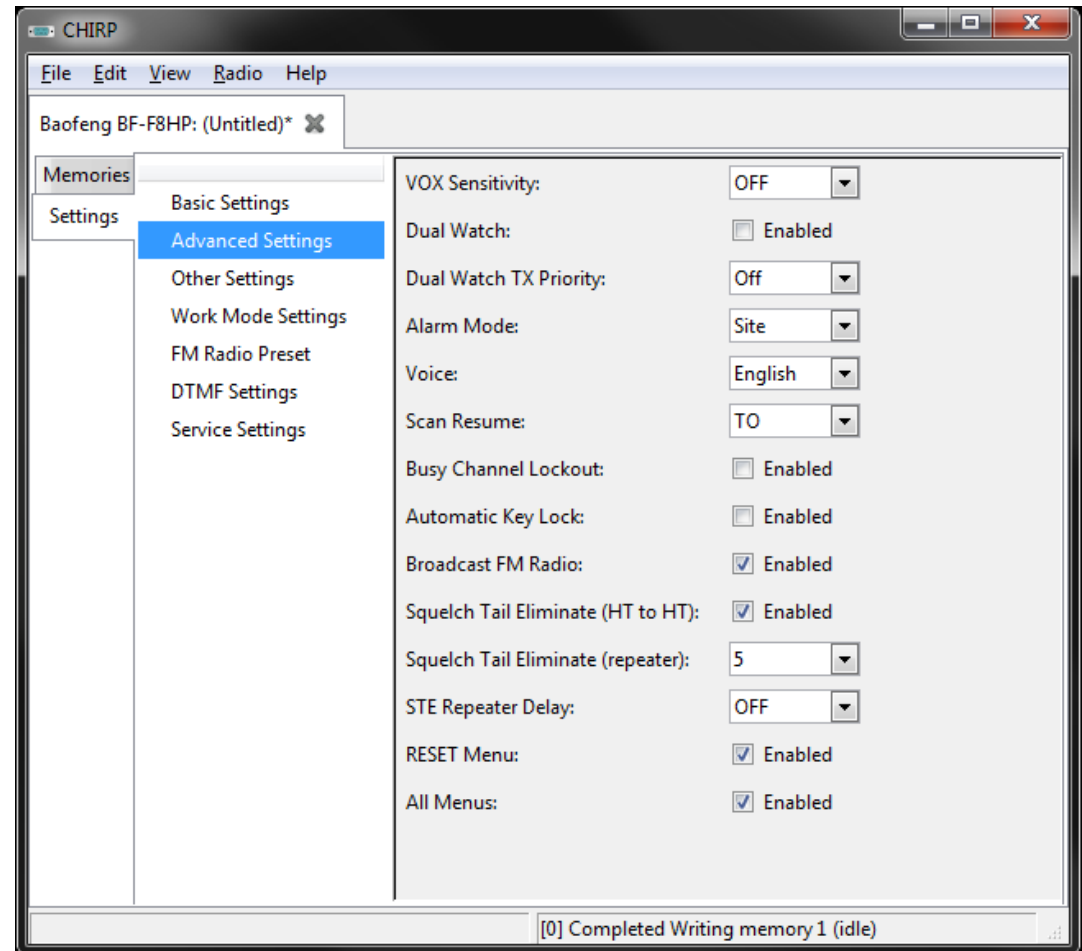 CHIRP
File Edit View Radio Help
Baofeng BF-F8HP: (Untitled)*
Memories
Settings
Basic Settings
Advanced Settings
Other Settings
Work Mode Settings
FM Radio Preset
DTMF Settings
Service Settings
VOX Sensitivity: OFF
Dual Watch: Enabled
Dual Watch TX Priority: Off
Alarm Mode: Site
Voice: English
Scan Resume: TO
Busy Channel Lockout: Enabled
Automatic Key Lock: Enabled
Broadcast FM Radio: Enabled
Squelch Tail Eliminate (HT to HT): Enabled
Squelch Tail Eliminate (repeater): 5
STE Repeater Delay: OFF
RESET Menu: Enabled
All Menus: Enabled
[0] Completed Writing memory 1 (idle)